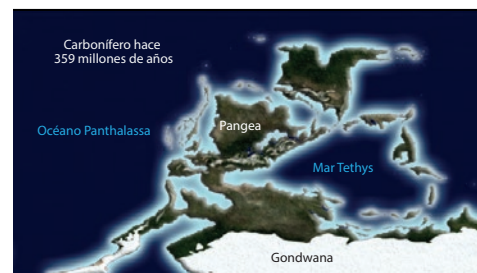 Carbonífero hace
359 millones de años
Océano Panthalassa
Pangea
Mar Tethys
Gondwana